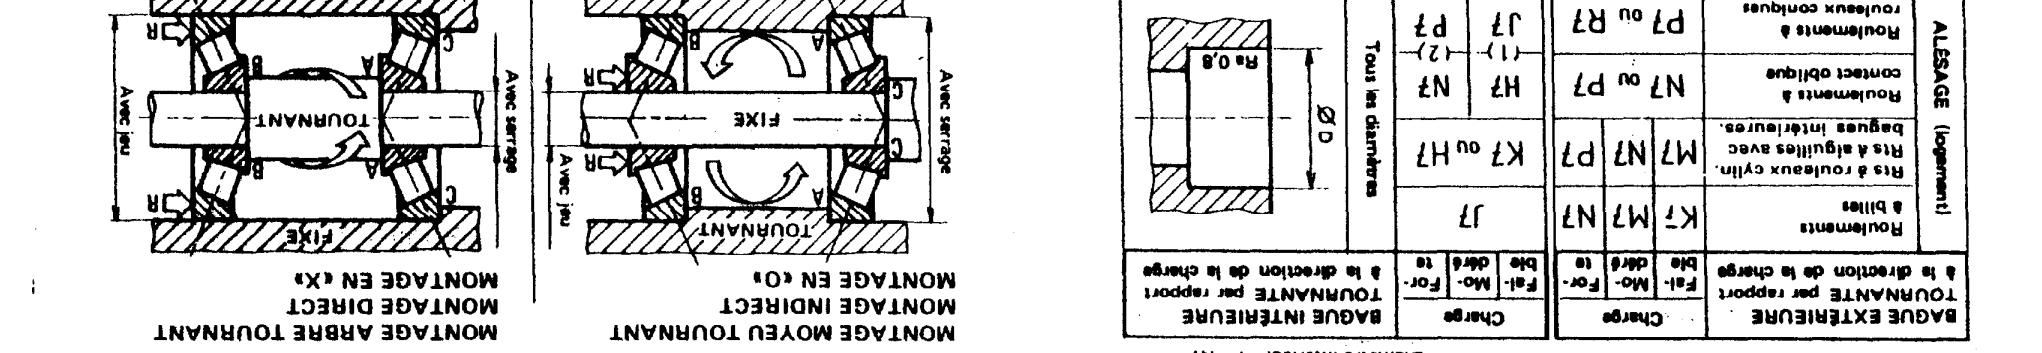 BAGUE EXTÉRIEURE
TOURNANTE par rapport
à la direction de la charge
Charge
Fai-
ble
Mo-
déré
For-
te
Charge
Fai-
ble
Mo-
déré
For-
te
BAGUE INTÉRIEURE
TOURNANTE par rapport
à la direction de la charge
ALÉSAGE (logement)
Roulements
à billes
K7 M7 N7
J7
Rts à rouleaux cylin.
Rts à aiguilles avec
bagues intérieures.
M7 N7 P7
K7 ou H7
Roulements à
contact oblique
N7 ou P7
H7 N7
(1) (2)
Roulements à
rouleaux coniques
P7 ou R7
J7 P7
Tous les diamètres
Ø D
Ra 0,8
MONTAGE MOYEU TOURNANT
MONTAGE INDIRECT
MONTAGE EN «O»
TOURNANT
Avec serrage
Avec jeu
R
A B
C
FIXE
C
A B
R
MONTAGE ARBRE TOURNANT
MONTAGE DIRECT
MONTAGE EN «X»
FIXE
Avec serrage
Avec jeu
R
C
A B
TOURNANT
A B
C
R